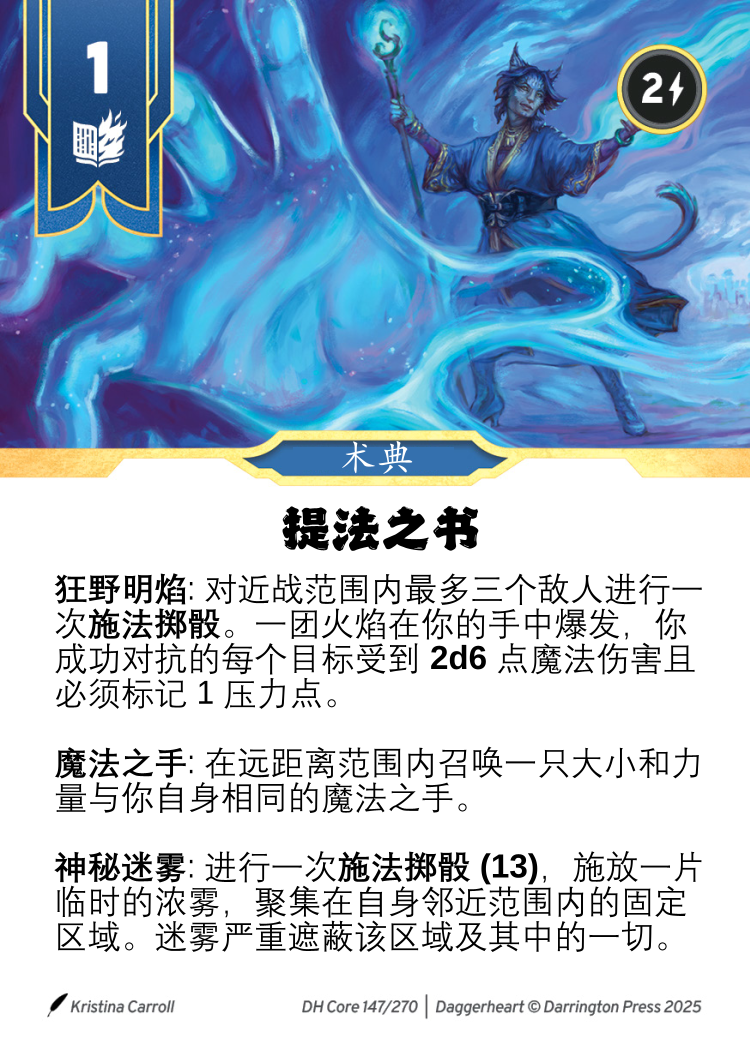 1
2
术典
提法之书
狂野明焰: 对近战范围内最多三个敌人进行一
次施法掷骰。一团火焰在你的手中爆发，你
成功对抗的每个目标受到 2d6 点魔法伤害且
必须标记 1 压力点。
魔法之手: 在远距离范围内召唤一只大小和力
量与你自身相同的魔法之手。
神秘迷雾: 进行一次施法掷骰 (13)，施放一片
临时的浓雾，聚集在自身邻近范围内的固定
区域。迷雾严重遮蔽该区域及其中的一切。
Kristina Carroll
DH Core 147/270 | Daggerheart © Darrington Press 2025